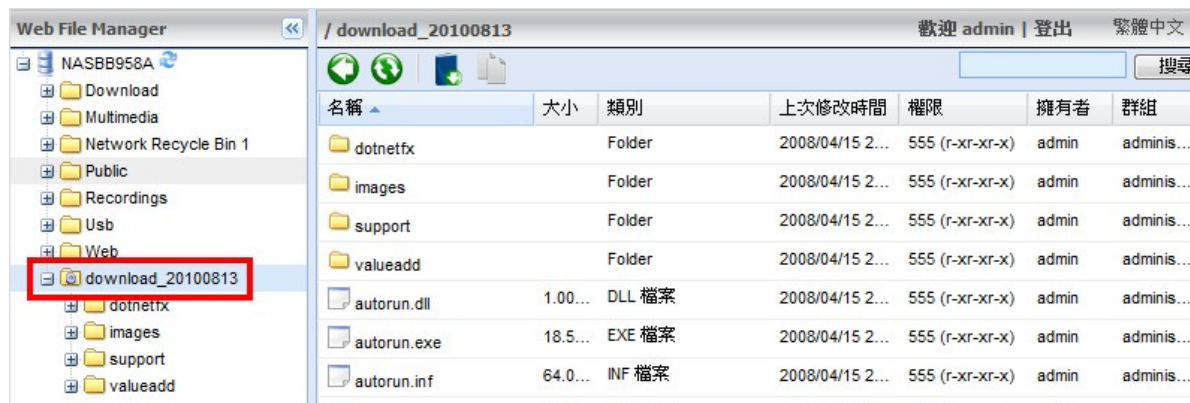 Web File Manager
/ download_20100813
歡迎 admin | 登出
繁體中文
NASBB958A
Download
Multimedia
Network Recycle Bin 1
Public
Recordings
Usb
Web
download_20100813
dotnetfx
images
support
valueadd
搜尋
名稱 大小 類別 上次修改時間 權限 擁有者 群組
dotnetfx Folder 2008/04/15 2... 555 (r-xr-xr-x) admin adminis...
images Folder 2008/04/15 2... 555 (r-xr-xr-x) admin adminis...
support Folder 2008/04/15 2... 555 (r-xr-xr-x) admin adminis...
valueadd Folder 2008/04/15 2... 555 (r-xr-xr-x) admin adminis...
autorun.dll 1.00... DLL 檔案 2008/04/15 2... 555 (r-xr-xr-x) admin adminis...
autorun.exe 18.5... EXE 檔案 2008/04/15 2... 555 (r-xr-xr-x) admin adminis...
autorun.inf 64.0... INF 檔案 2008/04/15 2... 555 (r-xr-xr-x) admin adminis...